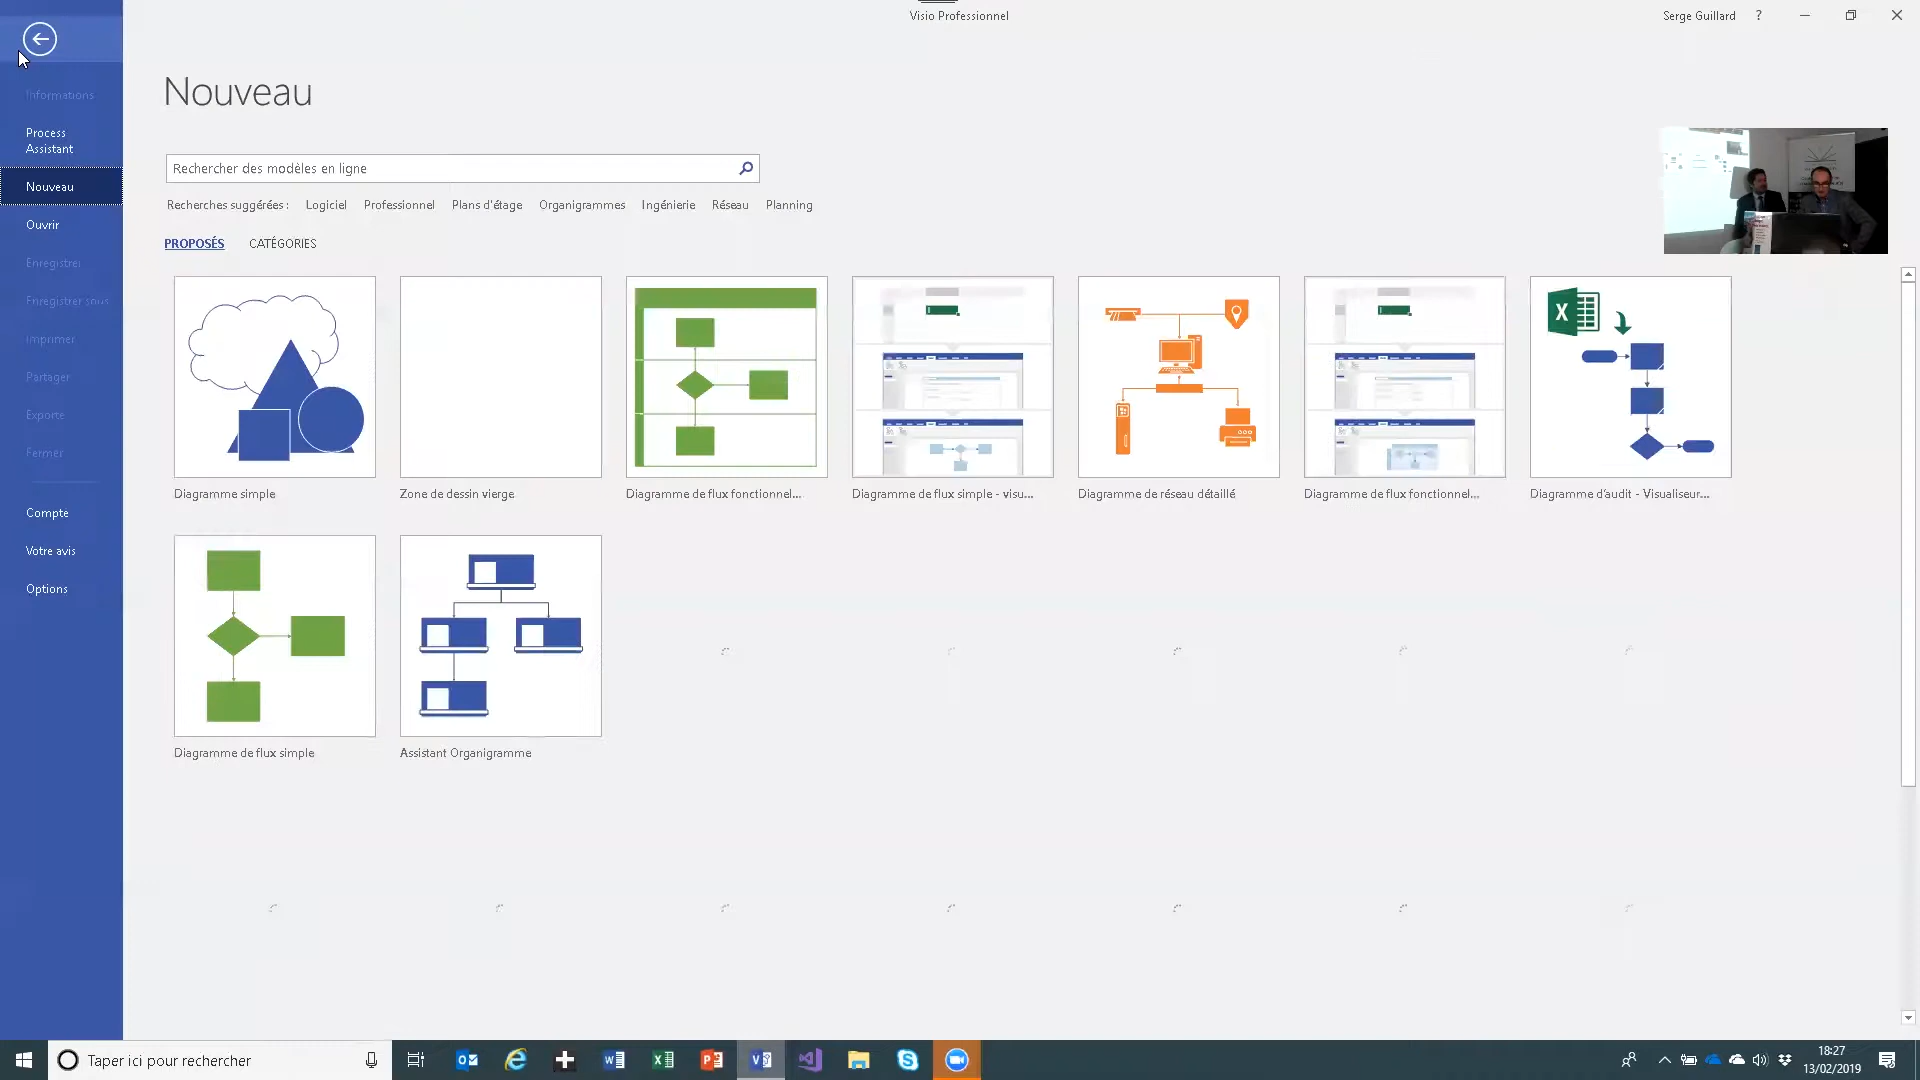 Visio Professionnel
Serge Guillard
?
Informations
Process
Assistant
Nouveau
Ouvrir
Enregistrer
Enregistrer sous
Imprimer
Partager
Exporte
Fermer
Compte
Votre avis
Options
Nouveau
Rechercher des modèles en ligne
Recherches suggérées : Logiciel Professionnel Plans d'étage Organigrammes Ingénierie Réseau Planning
PROPOSÉS CATÉGORIES
Diagramme simple
Zone de dessin vierge
Diagramme de flux fonctionnel...
Diagramme de flux simple - visu...
Diagramme de réseau détaillé
Diagramme de flux fonctionnel...
Diagramme d'audit - Visualiseur...
Diagramme de flux simple
Assistant Organigramme
Taper ici pour rechercher
18:27
13/02/2019